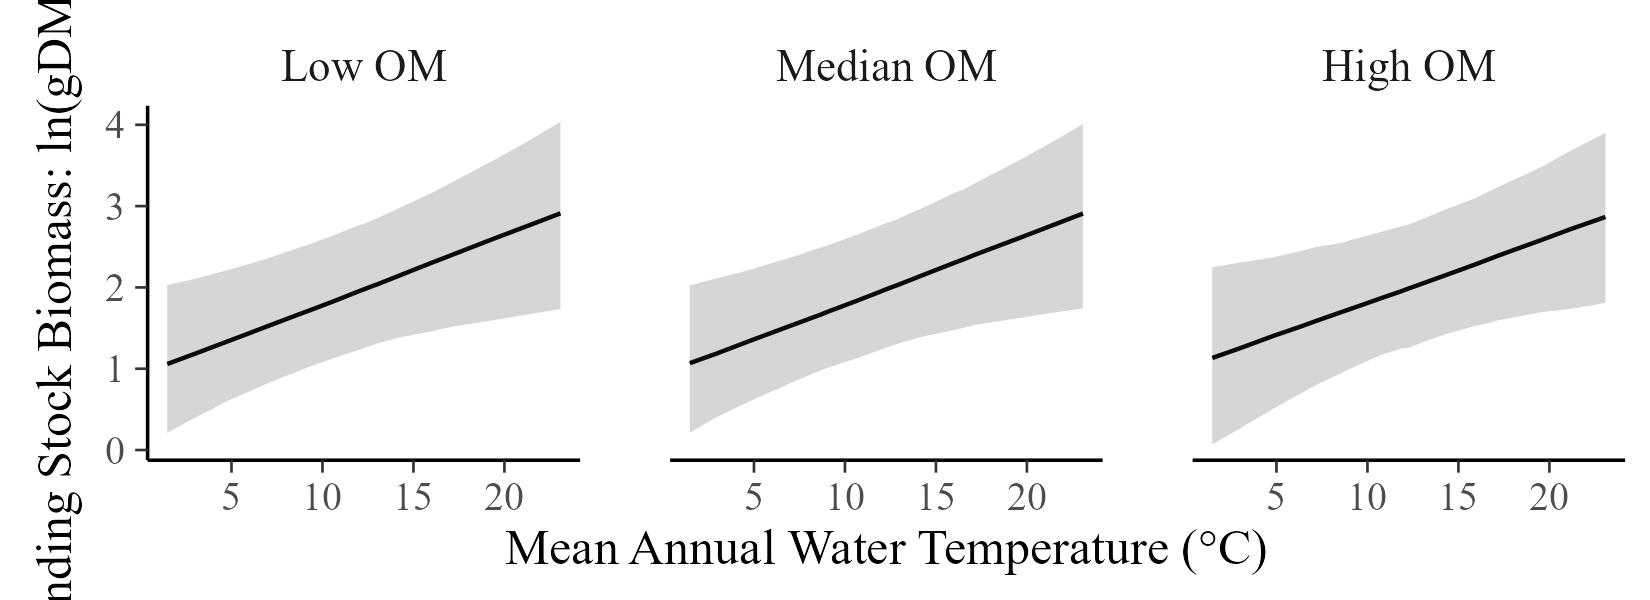 Low OM
Median OM
High OM
nding Stock Biomass: ln(gDM
4
3
2
1
0
5 10 15 20
5 10 15 20
5 10 15 20
Mean Annual Water Temperature (°C)